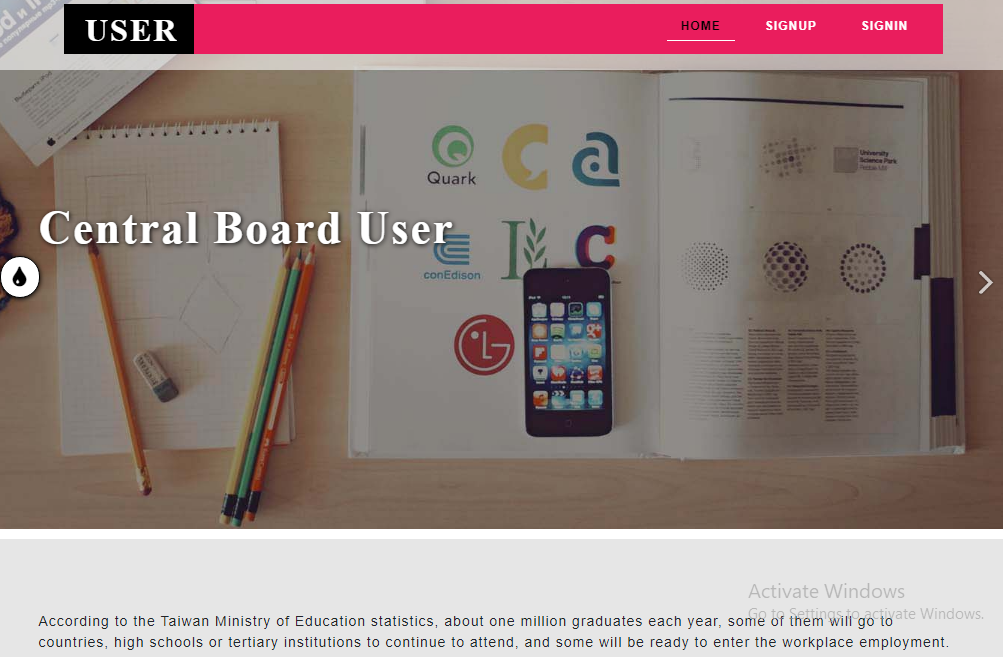 USER
HOME SIGNUP SIGNIN
Quark
University
Science Park
Central Board User
conEdison
Activate Windows
Go to Settings to activate Windows.
According to the Taiwan Ministry of Education statistics, about one million graduates each year, some of them will go to
countries, high schools or tertiary institutions to continue to attend, and some will be ready to enter the workplace employment.